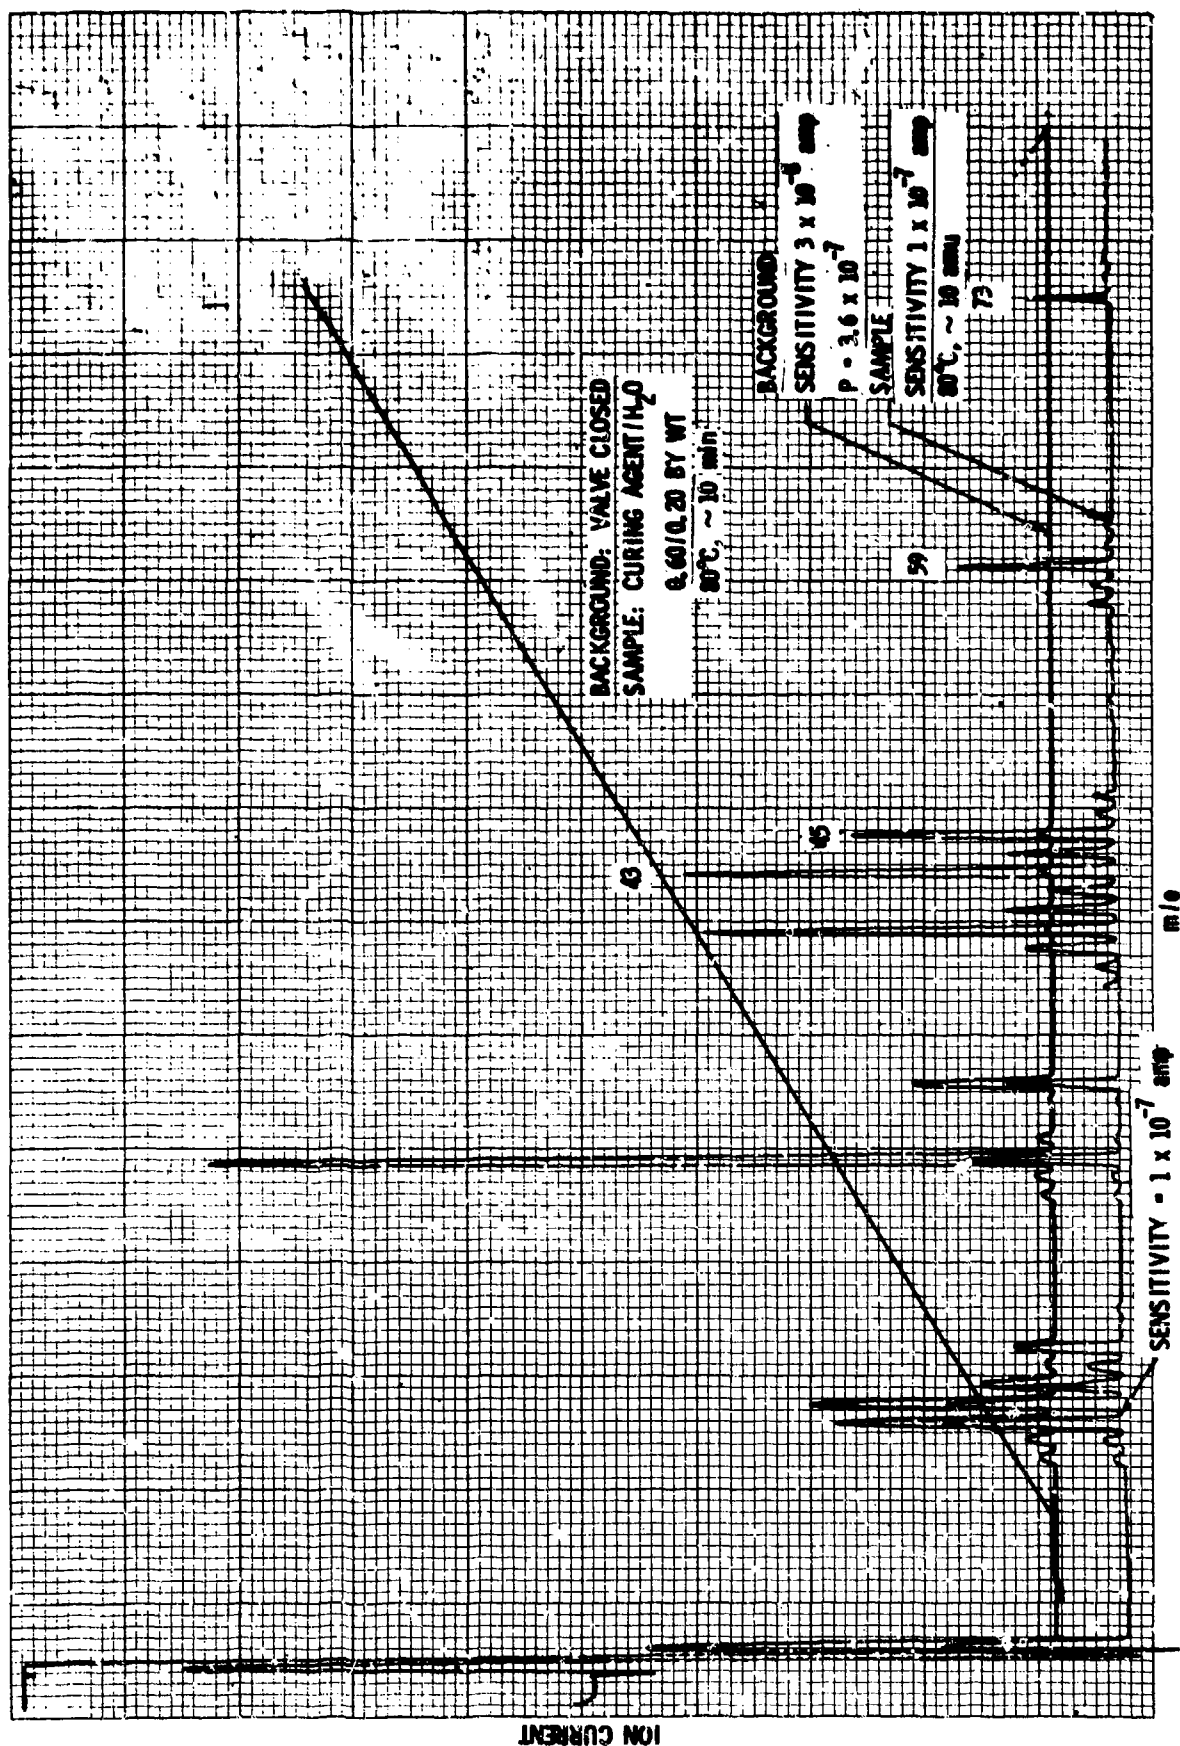 ION CURRENT
BACKGROUND: VALVE CLOSED
SAMPLE: CURING AGENT/H2O
0.60/0.20 BY WT
80°C, ~ 10 min
BACKGROUND
SENSITIVITY 3 x 10-8 amp
P = 3.6 x 10-7
SAMPLE
SENSITIVITY 1 x 10-7 amp
80°C, ~ 10 amu
43
45
59
73
m/e
SENSITIVITY = 1 x 10-7 amp